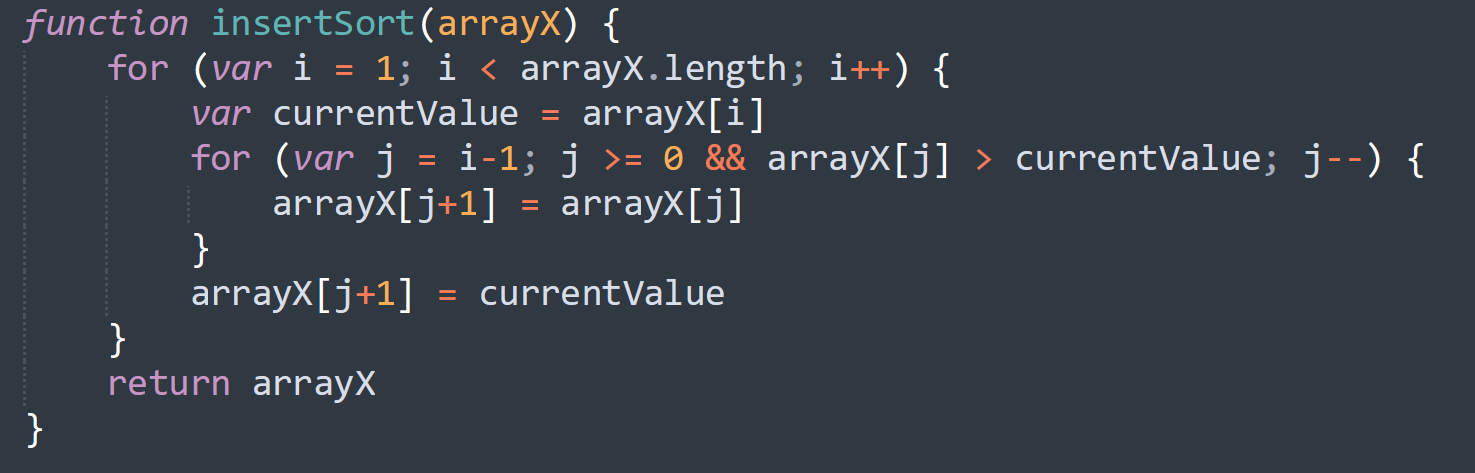 function insertSort(arrayX) {
    for (var i = 1; i < arrayX.length; i++) {
        var currentValue = arrayX[i]
        for (var j = i-1; j >= 0 && arrayX[j] > currentValue; j--) {
            arrayX[j+1] = arrayX[j]
        }
        arrayX[j+1] = currentValue
    }
    return arrayX
}